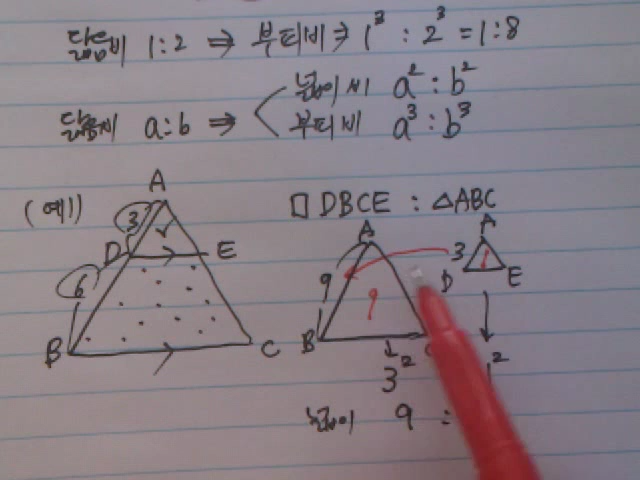 닮음비 1:2 ⇒ 부피비 ⇒ 1³ : 2³ = 1:8
넓이비 a² : b²
닮음비 a:b ⇒
부피비 a³ : b³
(예1)
□DBCE : △ABC
A
3
D
E
6
B
C
A
9
9
B
A
3
1
D
E
3²
넓이 9 :